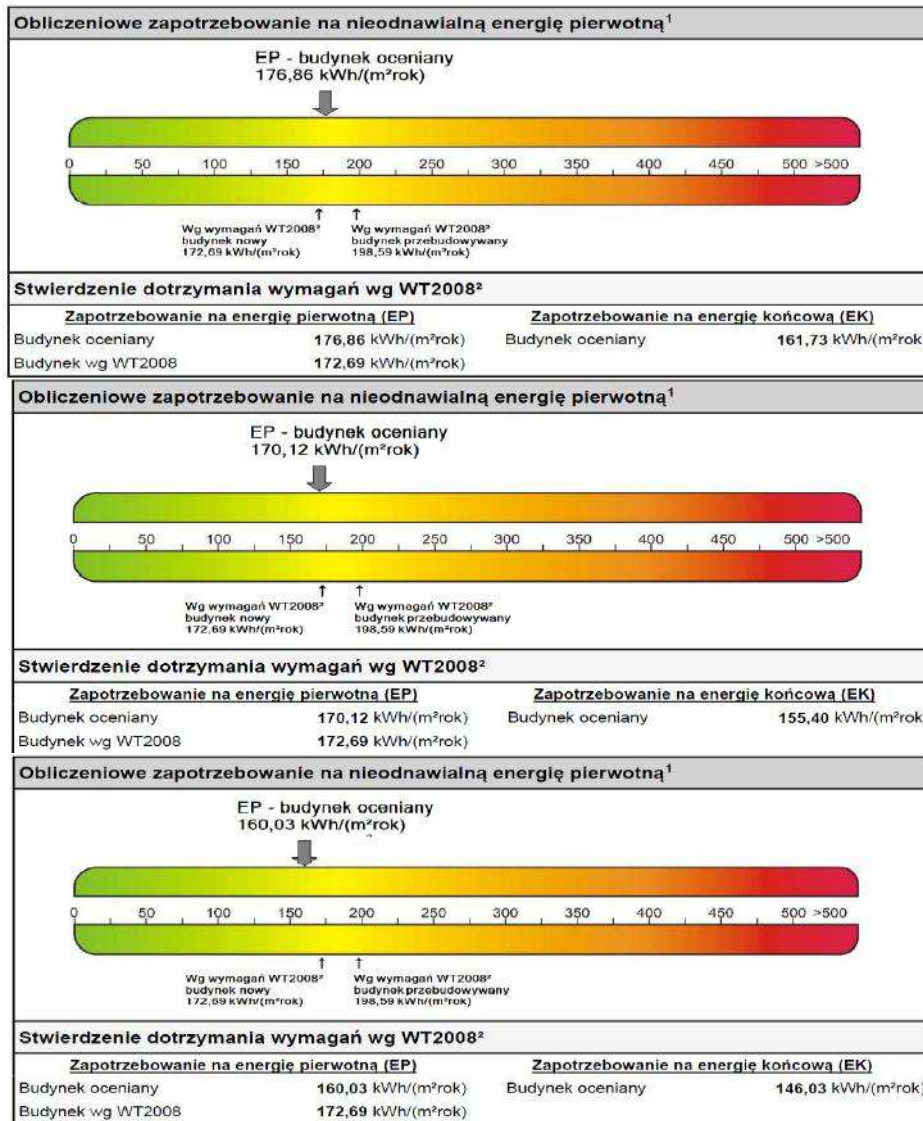 Obliczeniowe zapotrzebowanie na nieodnawialną energię pierwotną¹
EP - budynek oceniany
176,86 kWh/(m²rok)
0 50 100 150 200 250 300 350 400 450 500 >500
Wg wymagań WT2008² Wg wymagań WT2008²
budynek nowy budynek przebudowywany
172,69 kWh/(m²rok) 198,59 kWh/(m²rok)
Stwierdzenie dotrzymania wymagań wg WT2008²
Zapotrzebowanie na energię pierwotną (EP) Zapotrzebowanie na energię końcową (EK)
Budynek oceniany 176,86 kWh/(m²rok) Budynek oceniany 161,73 kWh/(m²rok
Budynek wg WT2008 172,69 kWh/(m²rok)
Obliczeniowe zapotrzebowanie na nieodnawialną energię pierwotną¹
EP - budynek oceniany
170,12 kWh/(m²rok)
0 50 100 150 200 250 300 350 400 450 500 >500
Wg wymagań WT2008² Wg wymagań WT2008²
budynek nowy budynek przebudowywany
172,69 kWh/(m²rok) 198,59 kWh/(m²rok)
Stwierdzenie dotrzymania wymagań wg WT2008²
Zapotrzebowanie na energię pierwotną (EP) Zapotrzebowanie na energię końcową (EK)
Budynek oceniany 170,12 kWh/(m²rok) Budynek oceniany 155,40 kWh/(m²rok
Budynek wg WT2008 172,69 kWh/(m²rok)
Obliczeniowe zapotrzebowanie na nieodnawialną energię pierwotną¹
EP - budynek oceniany
160,03 kWh/(m²rok)
0 50 100 150 200 250 300 350 400 450 500 >500
Wg wymagań WT2008² Wg wymagań WT2008²
budynek nowy budynek przebudowywany
172,69 kWh/(m²rok) 198,59 kWh/(m²rok)
Stwierdzenie dotrzymania wymagań wg WT2008²
Zapotrzebowanie na energię pierwotną (EP) Zapotrzebowanie na energię końcową (EK)
Budynek oceniany 160,03 kWh/(m²rok) Budynek oceniany 146,03 kWh/(m²rok)
Budynek wg WT2008 172,69 kWh/(m²rok)